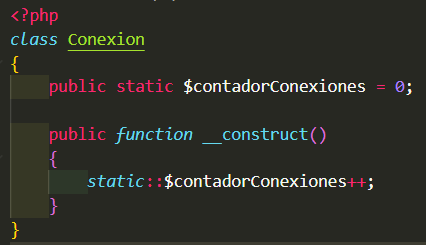 <?php
class Conexion
{
public static $contadorConexiones = 0;
public function __construct()
{
static::$contadorConexiones++;
}
}